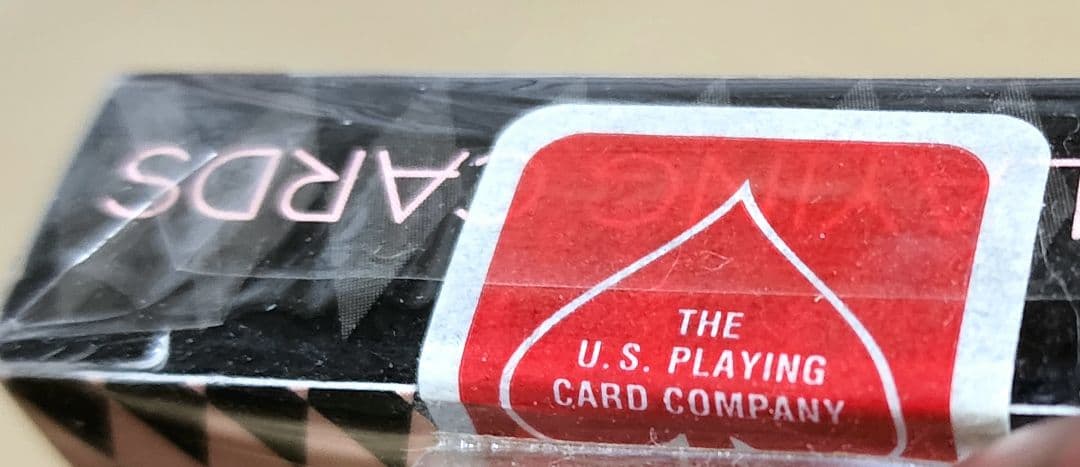 CARDS
THE
U.S. PLAYING
CARD COMPANY